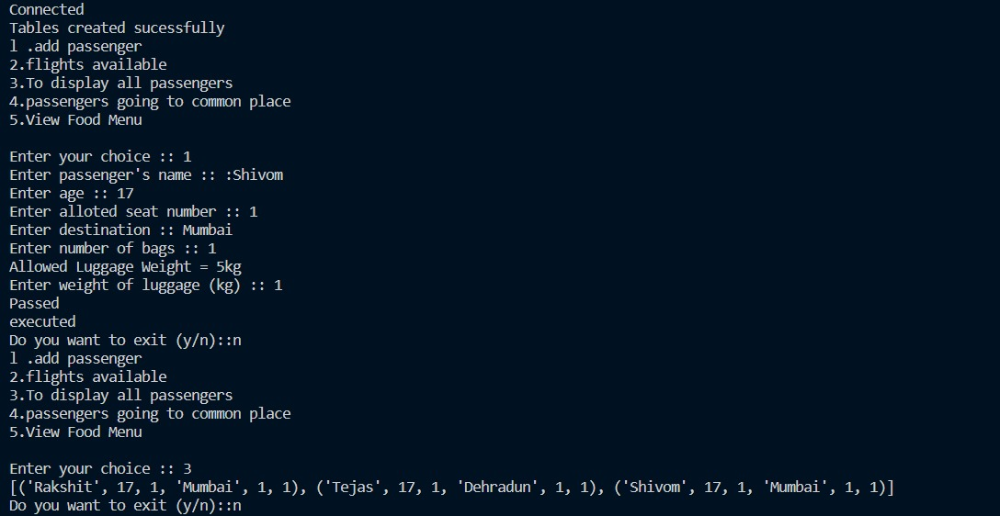 Connected
Tables created sucessfully
l .add passenger
2.flights available
3.To display all passengers
4.passengers going to common place
5.View Food Menu
Enter your choice :: 1
Enter passenger's name :: :Shivom
Enter age :: 17
Enter alloted seat number :: 1
Enter destination :: Mumbai
Enter number of bags :: 1
Allowed Luggage Weight = 5kg
Enter weight of luggage (kg) :: 1
Passed
executed
Do you want to exit (y/n)::n
l .add passenger
2.flights available
3.To display all passengers
4.passengers going to common place
5.View Food Menu
Enter your choice :: 3
[('Rakshit', 17, 1, 'Mumbai', 1, 1), ('Tejas', 17, 1, 'Dehradun', 1, 1), ('Shivom', 17, 1, 'Mumbai', 1, 1)]
Do you want to exit (y/n)::n